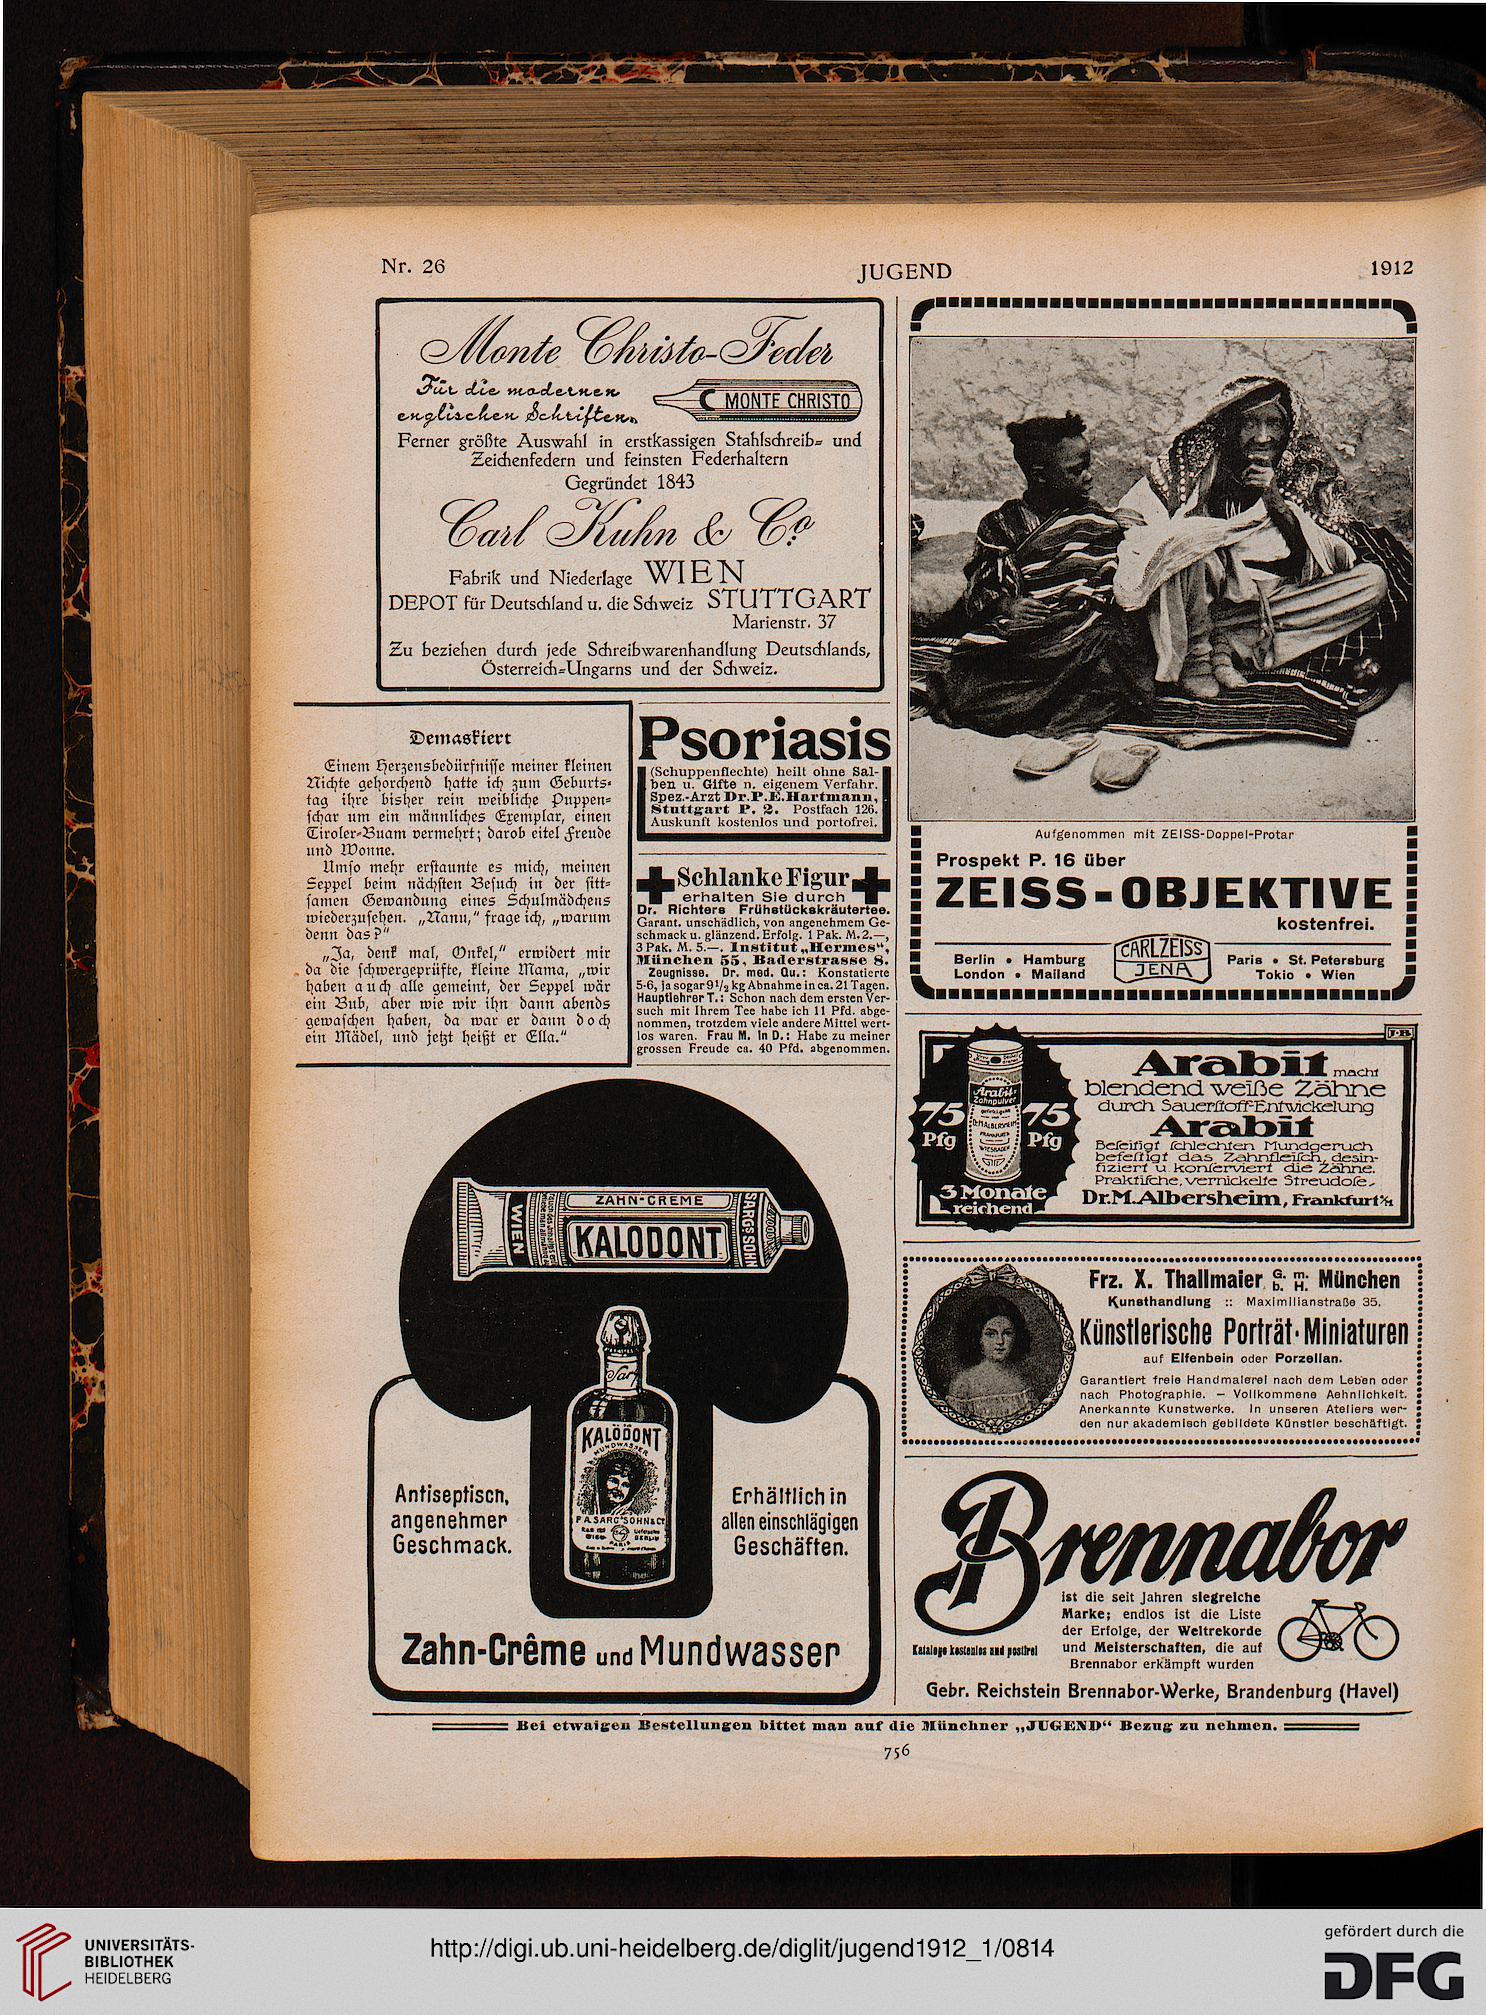 Nr. 26
JUGEND
1912
Monte Christo-Feder
Für die modernen
englischen Schriften.
MONTE CHRISTO
Ferner größte Auswahl in erstkassigen Stahlschreib- und
Zeichenfedern und feinsten Federhaltern
Gegründet 1843
Carl Kuhn & Co.
Fabrik und Niederlage WIEN
DEPOT für Deutschland u. die Schweiz STUTTGART
Marienstr. 37
Zu beziehen durch jede Schreibwarenhandlung Deutschlands,
Österreich-Ungarns und der Schweiz.
Demaskiert
Einem Herzensbedürfnisse meiner kleinen
Nichte gehorchend hatte ich zum Geburts-
tag ihre bisher rein weibliche Puppen-
schar um ein männliches Exemplar, einen
Tiroler-Buam vermehrt; darob eitel Freude
und Wonne.
Umso mehr erstaunte es mich, meinen
Seppel beim nächsten Besuch in der sitt-
samen Gewandung eines Schulmädchens
wiederzusehen. „Nanu,“ frage ich, „warum
denn das?“
„Ja, denk mal, Onkel,“ erwidert mir
da die schwergeprüfte, kleine Mama, „wir
haben auch alle gemeint, der Seppel wär
ein Bub, aber wie wir ihn dann abends
gewaschen haben, da war er dann doch
ein Mädel, und jetzt heißt er Ella.“
Psoriasis
(Schuppenflechte) heilt ohne Sal-
ben u. Gifte n. eigenem Verfahr.
Spez.-Arzt Dr. P. E. Hartmann,
Stuttgart P. 2. Postfach 126.
Auskunft kostenlos und portofrei.
Schlanke Figur
erhalten Sie durch
Dr. Richters Frühstückskräutertee.
Garant. unschädlich, von angenehmem Ge-
schmack u. glänzend. Erfolg. 1 Pak. M. 2.—,
3 Pak. M. 5.—. Institut „Hermes“,
München 55, Baderstrasse 8.
Zeugnisse. Dr. med. Qu.: Konstatierte
5-6, ja sogar 9½ kg Abnahme in ca. 21 Tagen.
Hauptlehrer T.: Schon nach dem ersten Ver-
such mit Ihrem Tee habe ich 11 Pfd. abge-
nommen, trotzdem viele andere Mittel wert-
los waren. Frau M. in D.: Habe zu meiner
grossen Freude ca. 40 Pfd. abgenommen.
WIEN
ZAHN-CREME
KALODONT
SARGS SOHN
KALODONT
MUNDWASSER
F.A. SARG'S SOHN & Co
WIEN
BERLIN
PARIS
Antiseptisch,
angenehmer
Geschmack.
Erhältlich in
allen einschlägigen
Geschäften.
Zahn-Crême und Mundwasser
Aufgenommen mit ZEISS-Doppel-Protar
Prospekt P. 16 über
ZEISS-OBJEKTIVE
kostenfrei.
Berlin • Hamburg
London • Mailand
CARL ZEISS
JENA
Paris • St. Petersburg
Tokio • Wien
J·B
Arabit
Zahnpulver
75
Pfg
75
Pfg
3 Monate
reichend
Arabit macht
blendend weiße Zähne
durch Sauerstoff-Entwickelung
Arabit
Beseitigt schlechten Mundgeruch
befestigt das Zahnfleisch, desin-
fiziert u. konserviert die Zähne.
Praktische, vernickelte Streudose.
Dr. M. Albersheim, Frankfurt
Frz. X. Thallmaier G. m. b. H. München
Kunsthandlung :: Maximilianstraße 35.
Künstlerische Porträt-Miniaturen
auf Elfenbein oder Porzellan.
Garantiert freie Handmalerei nach dem Leben oder
nach Photographie. — Vollkommene Aehnlichkeit.
Anerkannte Kunstwerke. In unseren Ateliers wer-
den nur akademisch gebildete Künstler beschäftigt.
Brennabor
ist die seit Jahren siegreiche
Marke; endlos ist die Liste
der Erfolge, der Weltrekorde
und Meisterschaften, die auf
Brennabor erkämpft wurden
Kataloge kostenlos und postfrei
Gebr. Reichstein Brennabor-Werke, Brandenburg (Havel)
Bei etwaigen Bestellungen bittet man auf die Münchner „JUGEND“ Bezug zu nehmen.
756
UNIVERSITÄTS-
BIBLIOTHEK
HEIDELBERG
http://digi.ub.uni-heidelberg.de/diglit/jugend1912_1/0814
gefördert durch die
DFG